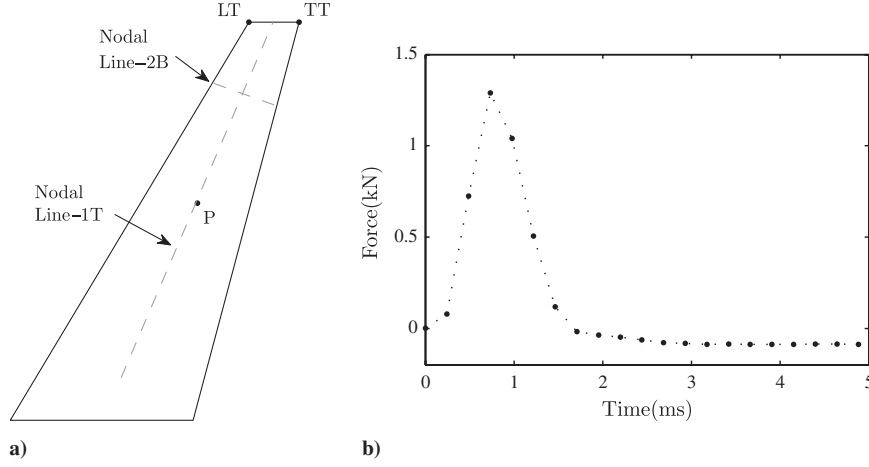 LT
TT
Nodal
Line−2B
Nodal
Line−1T
P
a)
1.5
1
0.5
0
Force(kN)
0
1
2
3
4
5
Time(ms)
b)